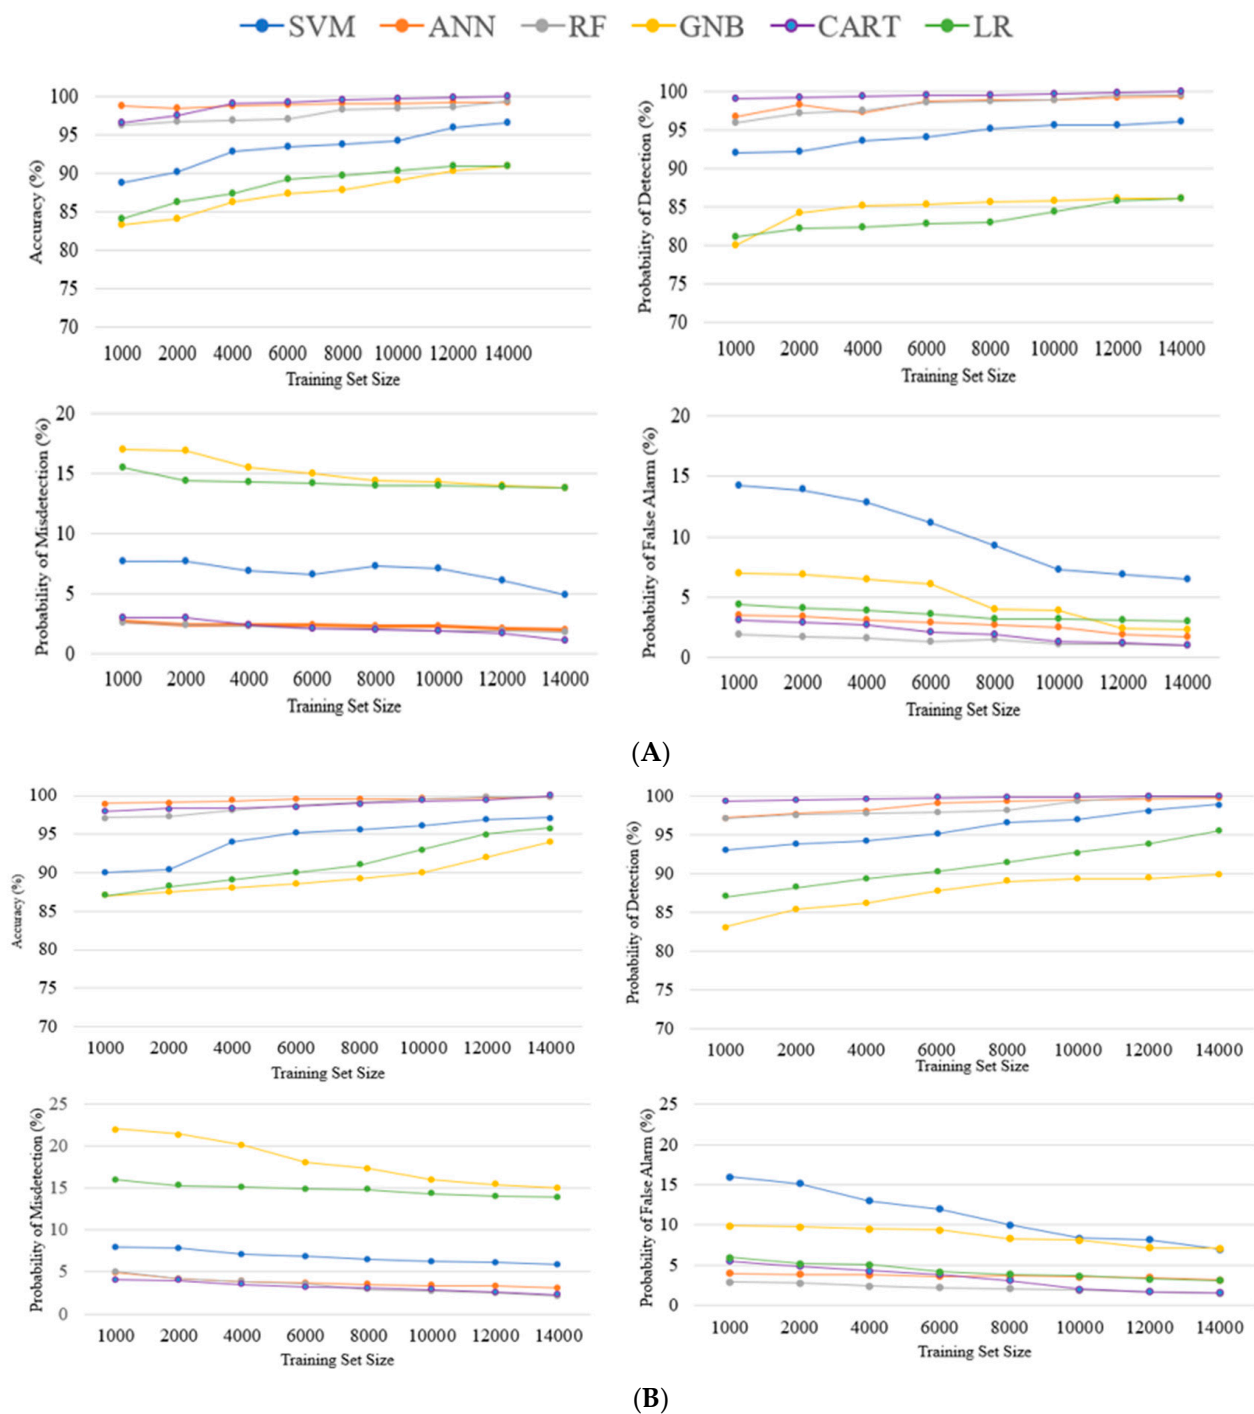 SVM ANN RF GNB CART LR
Accuracy (%)
100
95
90
85
80
75
70
1000 2000 4000 6000 8000 10000 12000 14000
Training Set Size
Probability of Detection (%)
100
95
90
85
80
75
70
1000 2000 4000 6000 8000 10000 12000 14000
Training Set Size
Probability of Misdetection (%)
20
15
10
5
0
1000 2000 4000 6000 8000 10000 12000 14000
Training Set Size
Probability of False Alarm (%)
20
15
10
5
0
1000 2000 4000 6000 8000 10000 12000 14000
Training Set Size
(A)
Accuracy (%)
100
95
90
85
80
75
70
1000 2000 4000 6000 8000 10000 12000 14000
Training Set Size
Probability of Detection (%)
100
95
90
85
80
75
70
1000 2000 4000 6000 8000 10000 12000 14000
Training Set Size
Probability of Misdetection (%)
25
20
15
10
5
0
1000 2000 4000 6000 8000 10000 12000 14000
Training Set Size
Probability of False Alarm (%)
25
20
15
10
5
0
1000 2000 4000 6000 8000 10000 12000 14000
Training Set Size
(B)